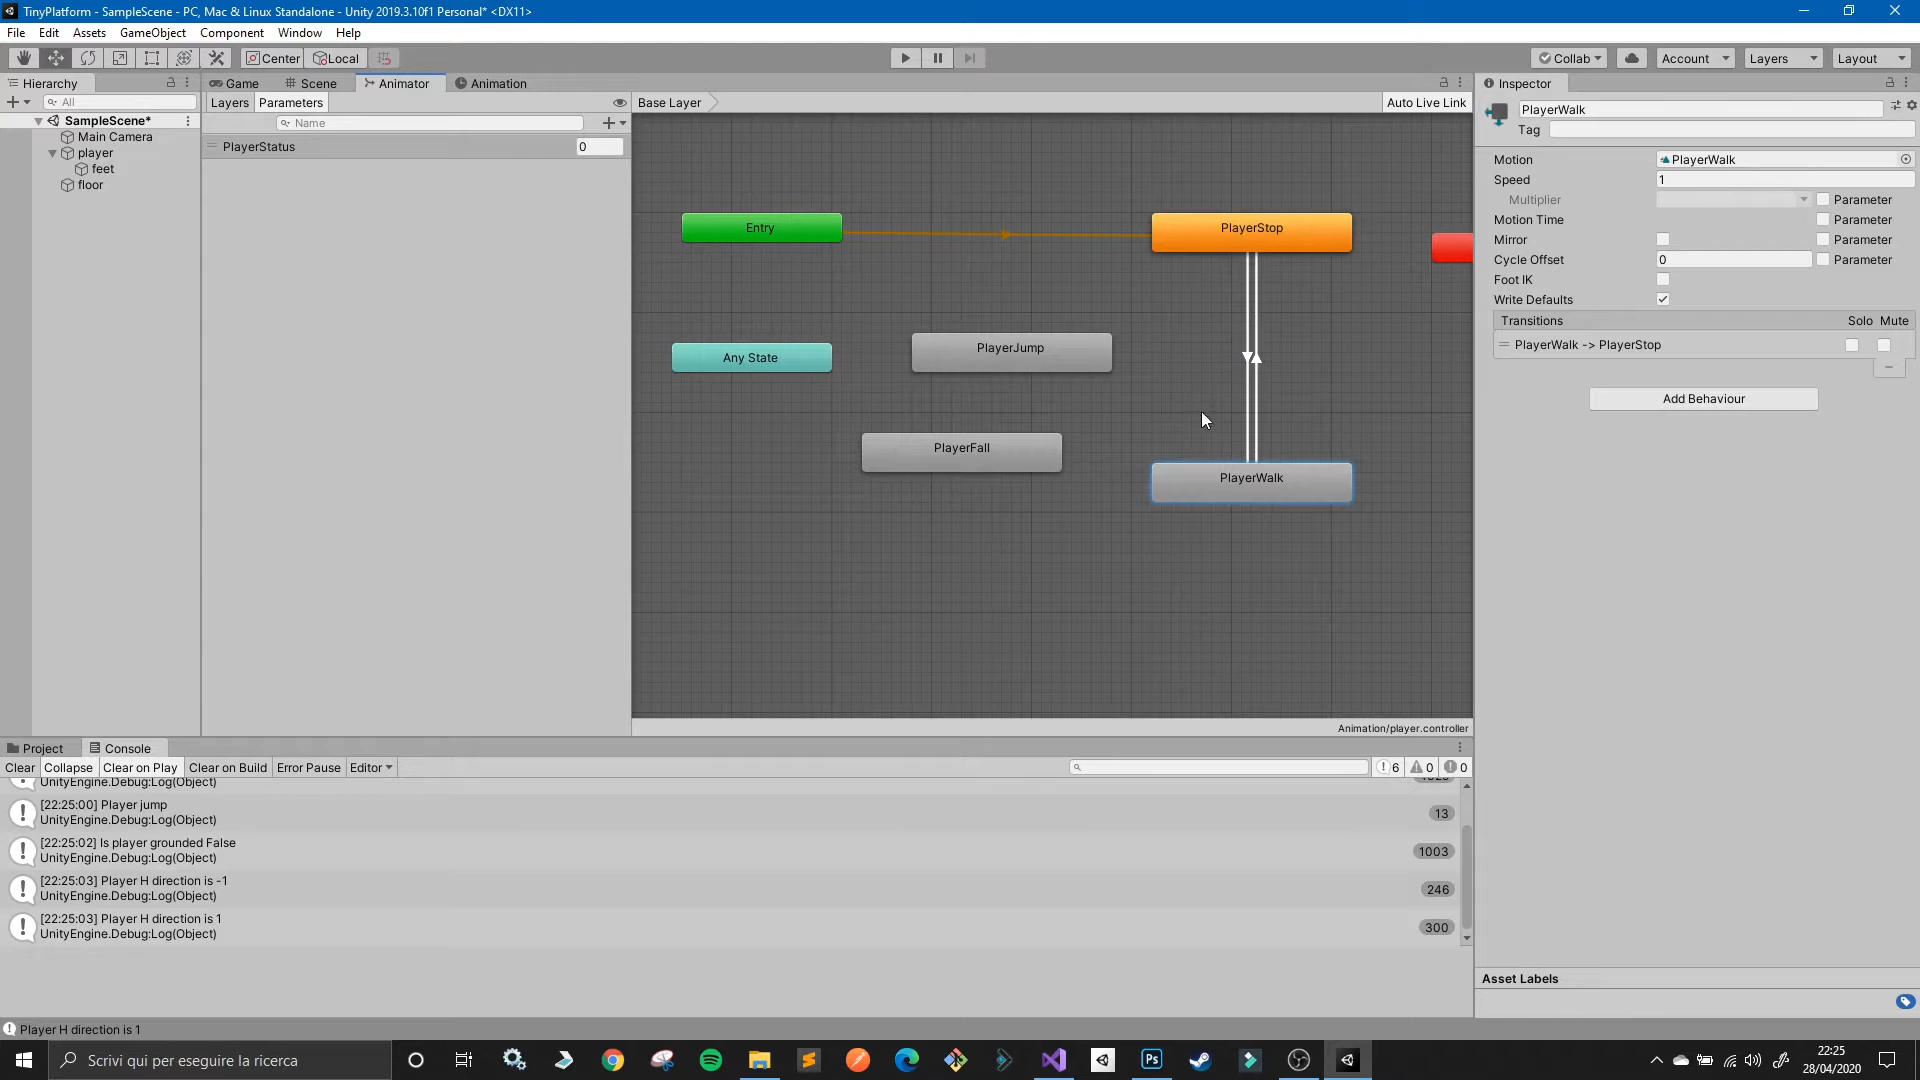 TinyPlatform - SampleScene - PC, Mac & Linux Standalone - Unity 2019.3.10f1 Personal* <DX11>
File Edit Assets GameObject Component Window Help
Center Local Collab Account Layers Layout
Hierarchy Game Scene Animator Animation Inspector
All Layers Parameters Base Layer Auto Live Link PlayerWalk
SampleScene* Name Tag
Main Camera
player
feet
floor
PlayerStatus 0
Entry
PlayerStop
Any State
PlayerJump
PlayerFall
PlayerWalk
Animation/player.controller
Motion PlayerWalk
Speed 1
Multiplier Parameter
Motion Time Parameter
Mirror Parameter
Cycle Offset 0 Parameter
Foot IK
Write Defaults
Transitions Solo Mute
PlayerWalk -> PlayerStop
Add Behaviour
Asset Labels
Project Console
Clear Collapse Clear on Play Clear on Build Error Pause Editor 6 0 0
UnityEngine.Debug:Log(Object)
[22:25:00] Player jump
UnityEngine.Debug:Log(Object) 13
[22:25:02] Is player grounded False
UnityEngine.Debug:Log(Object) 1003
[22:25:03] Player H direction is -1
UnityEngine.Debug:Log(Object) 246
[22:25:03] Player H direction is 1
UnityEngine.Debug:Log(Object) 300
Player H direction is 1
Scrivi qui per eseguire la ricerca
Ps
22:25
28/04/2020